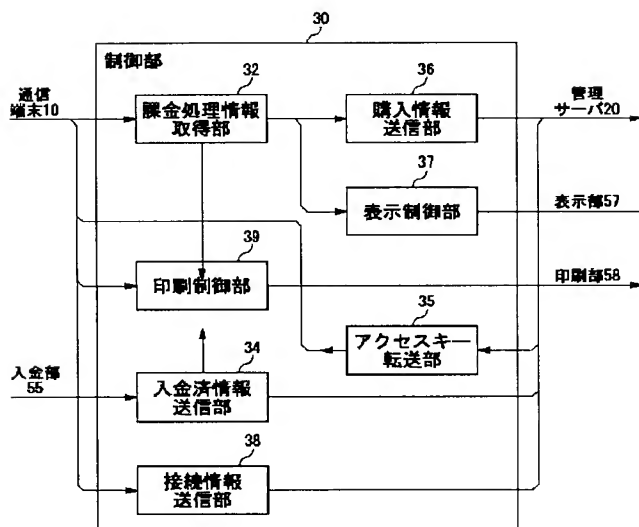 30
制御部
通信
端末10
32
課金処理情報
取得部
36
購入情報
送信部
管理
サーバ20
37
表示制御部
表示部57
39
印刷制御部
印刷部58
35
アクセスキー
転送部
入金部
55
34
入金済情報
送信部
38
接続情報
送信部